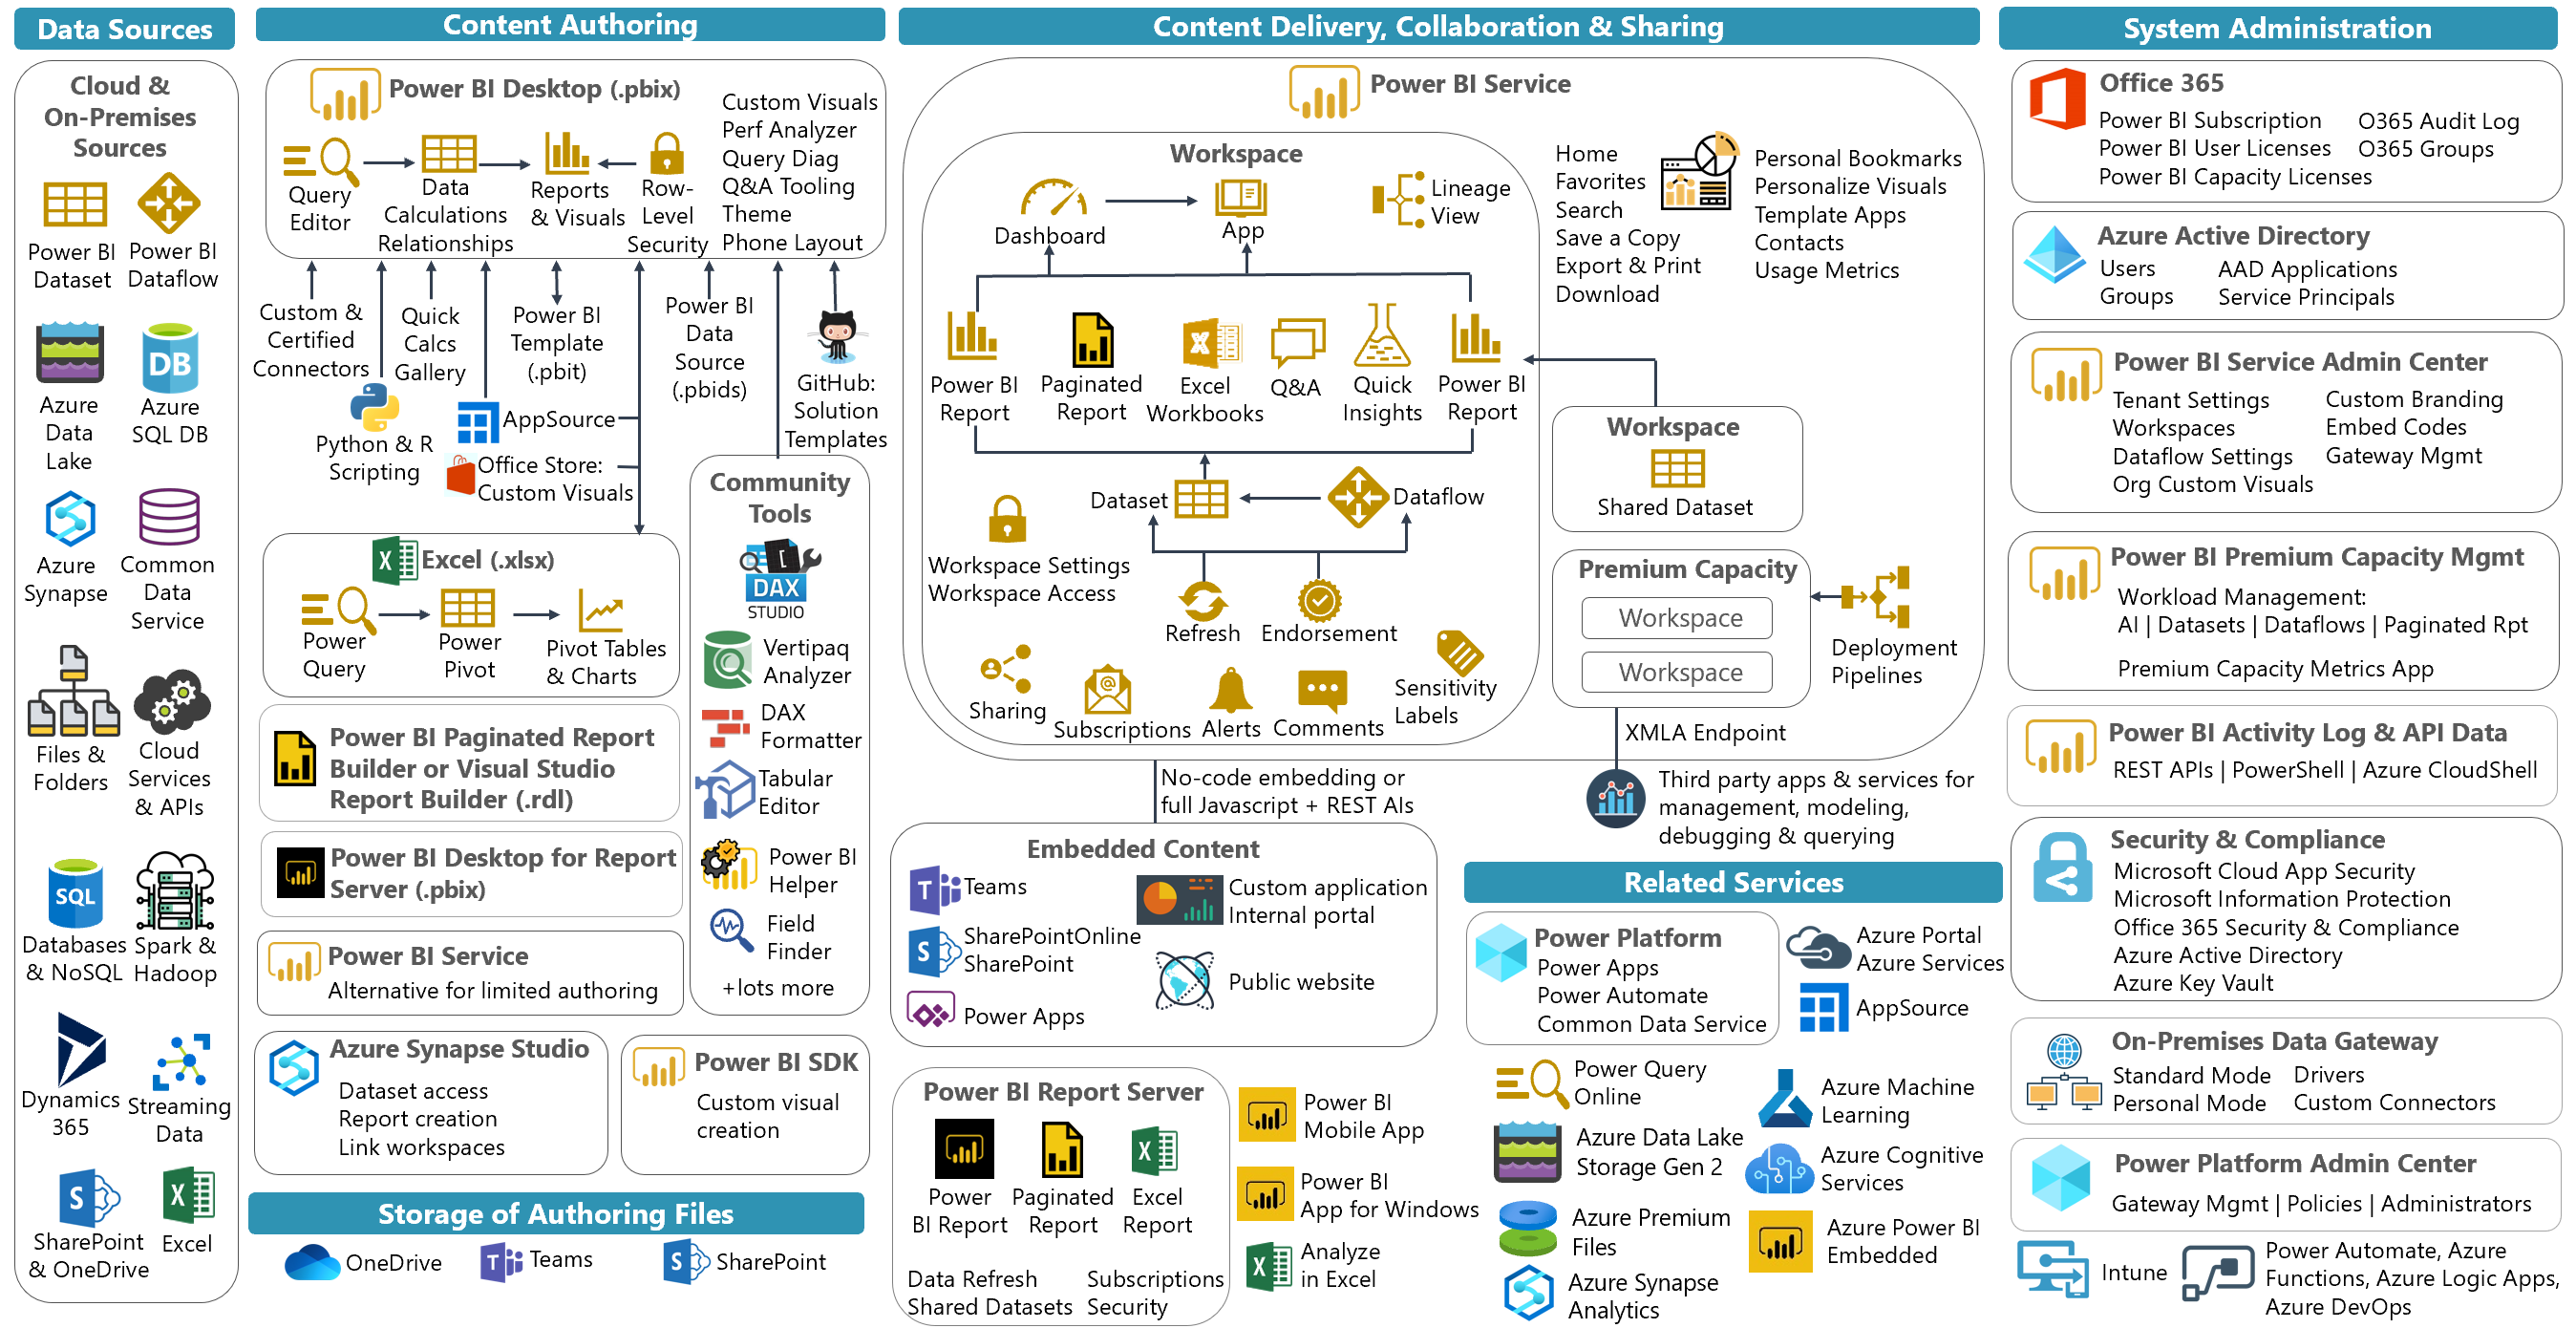 Data Sources
Cloud &
On-Premises
Sources
Power BI
Dataset
Power BI
Dataflow
Azure
Data
Lake
DB
Azure
SQL DB
Azure
Synapse
Common
Data
Service
Files &
Folders
Cloud
Services
& APIs
SQL
Databases
& NoSQL
Spark &
Hadoop
Dynamics
365
Streaming
Data
S
SharePoint
& OneDrive
X
Excel
Content Authoring
Power BI Desktop (.pbix)
Query
Editor
Data
Calculations
Relationships
Reports
& Visuals
Row-
Level
Security
Custom Visuals
Perf Analyzer
Query Diag
Q&A Tooling
Theme
Phone Layout
Custom &
Certified
Connectors
Python & R
Scripting
Quick
Calcs
Gallery
AppSource
Office Store:
Custom Visuals
Power BI
Template
(.pbit)
Power BI
Data
Source
(.pbids)
GitHub:
Solution
Templates
X
Excel (.xlsx)
Power
Query
Power
Pivot
Pivot Tables
& Charts
Power BI Paginated Report
Builder or Visual Studio
Report Builder (.rdl)
Power BI Desktop for Report
Server (.pbix)
Power BI Service
Alternative for limited authoring
Azure Synapse Studio
Dataset access
Report creation
Link workspaces
Power BI SDK
Custom visual
creation
Community
Tools
DAX
STUDIO
Vertipaq
Analyzer
DAX
Formatter
Tabular
Editor
Power BI
Helper
Field
Finder
+lots more
Storage of Authoring Files
OneDrive
T
Teams
S
SharePoint
Content Delivery, Collaboration & Sharing
Power BI Service
Workspace
Dashboard
App
Lineage
View
Power BI
Report
Paginated
Report
X
Excel
Workbooks
Q&A
Quick
Insights
Power BI
Report
Dataset
Dataflow
Workspace Settings
Workspace Access
Refresh
Endorsement
Sharing
@
Subscriptions
Alerts
Comments
Sensitivity
Labels
Home
Favorites
Search
Save a Copy
Export & Print
Download
Personal Bookmarks
Personalize Visuals
Template Apps
Contacts
Usage Metrics
Workspace
Shared Dataset
Premium Capacity
Workspace
Workspace
Deployment
Pipelines
XMLA Endpoint
Third party apps & services for
management, modeling,
debugging & querying
No-code embedding or
full Javascript + REST AIs
Embedded Content
T
Teams
S
SharePointOnline
SharePoint
Power Apps
Custom application
Internal portal
Public website
Power BI Report Server
Power
BI Report
Paginated
Report
X
Excel
Report
Data Refresh
Shared Datasets
Subscriptions
Security
Power BI
Mobile App
Power BI
App for Windows
X
Analyze
in Excel
Related Services
Power Platform
Power Apps
Power Automate
Common Data Service
Azure Portal
Azure Services
AppSource
Power Query
Online
Azure Machine
Learning
Azure Data Lake
Storage Gen 2
Azure Cognitive
Services
Azure Premium
Files
Azure Power BI
Embedded
Azure Synapse
Analytics
System Administration
Office 365
Power BI Subscription
Power BI User Licenses
Power BI Capacity Licenses
O365 Audit Log
O365 Groups
Azure Active Directory
Users
Groups
AAD Applications
Service Principals
Power BI Service Admin Center
Tenant Settings
Workspaces
Dataflow Settings
Org Custom Visuals
Custom Branding
Embed Codes
Gateway Mgmt
Power BI Premium Capacity Mgmt
Workload Management:
AI | Datasets | Dataflows | Paginated Rpt
Premium Capacity Metrics App
Power BI Activity Log & API Data
REST APIs | PowerShell | Azure CloudShell
Security & Compliance
Microsoft Cloud App Security
Microsoft Information Protection
Office 365 Security & Compliance
Azure Active Directory
Azure Key Vault
On-Premises Data Gateway
Standard Mode
Personal Mode
Drivers
Custom Connectors
Power Platform Admin Center
Gateway Mgmt | Policies | Administrators
Intune
Power Automate, Azure
Functions, Azure Logic Apps,
Azure DevOps